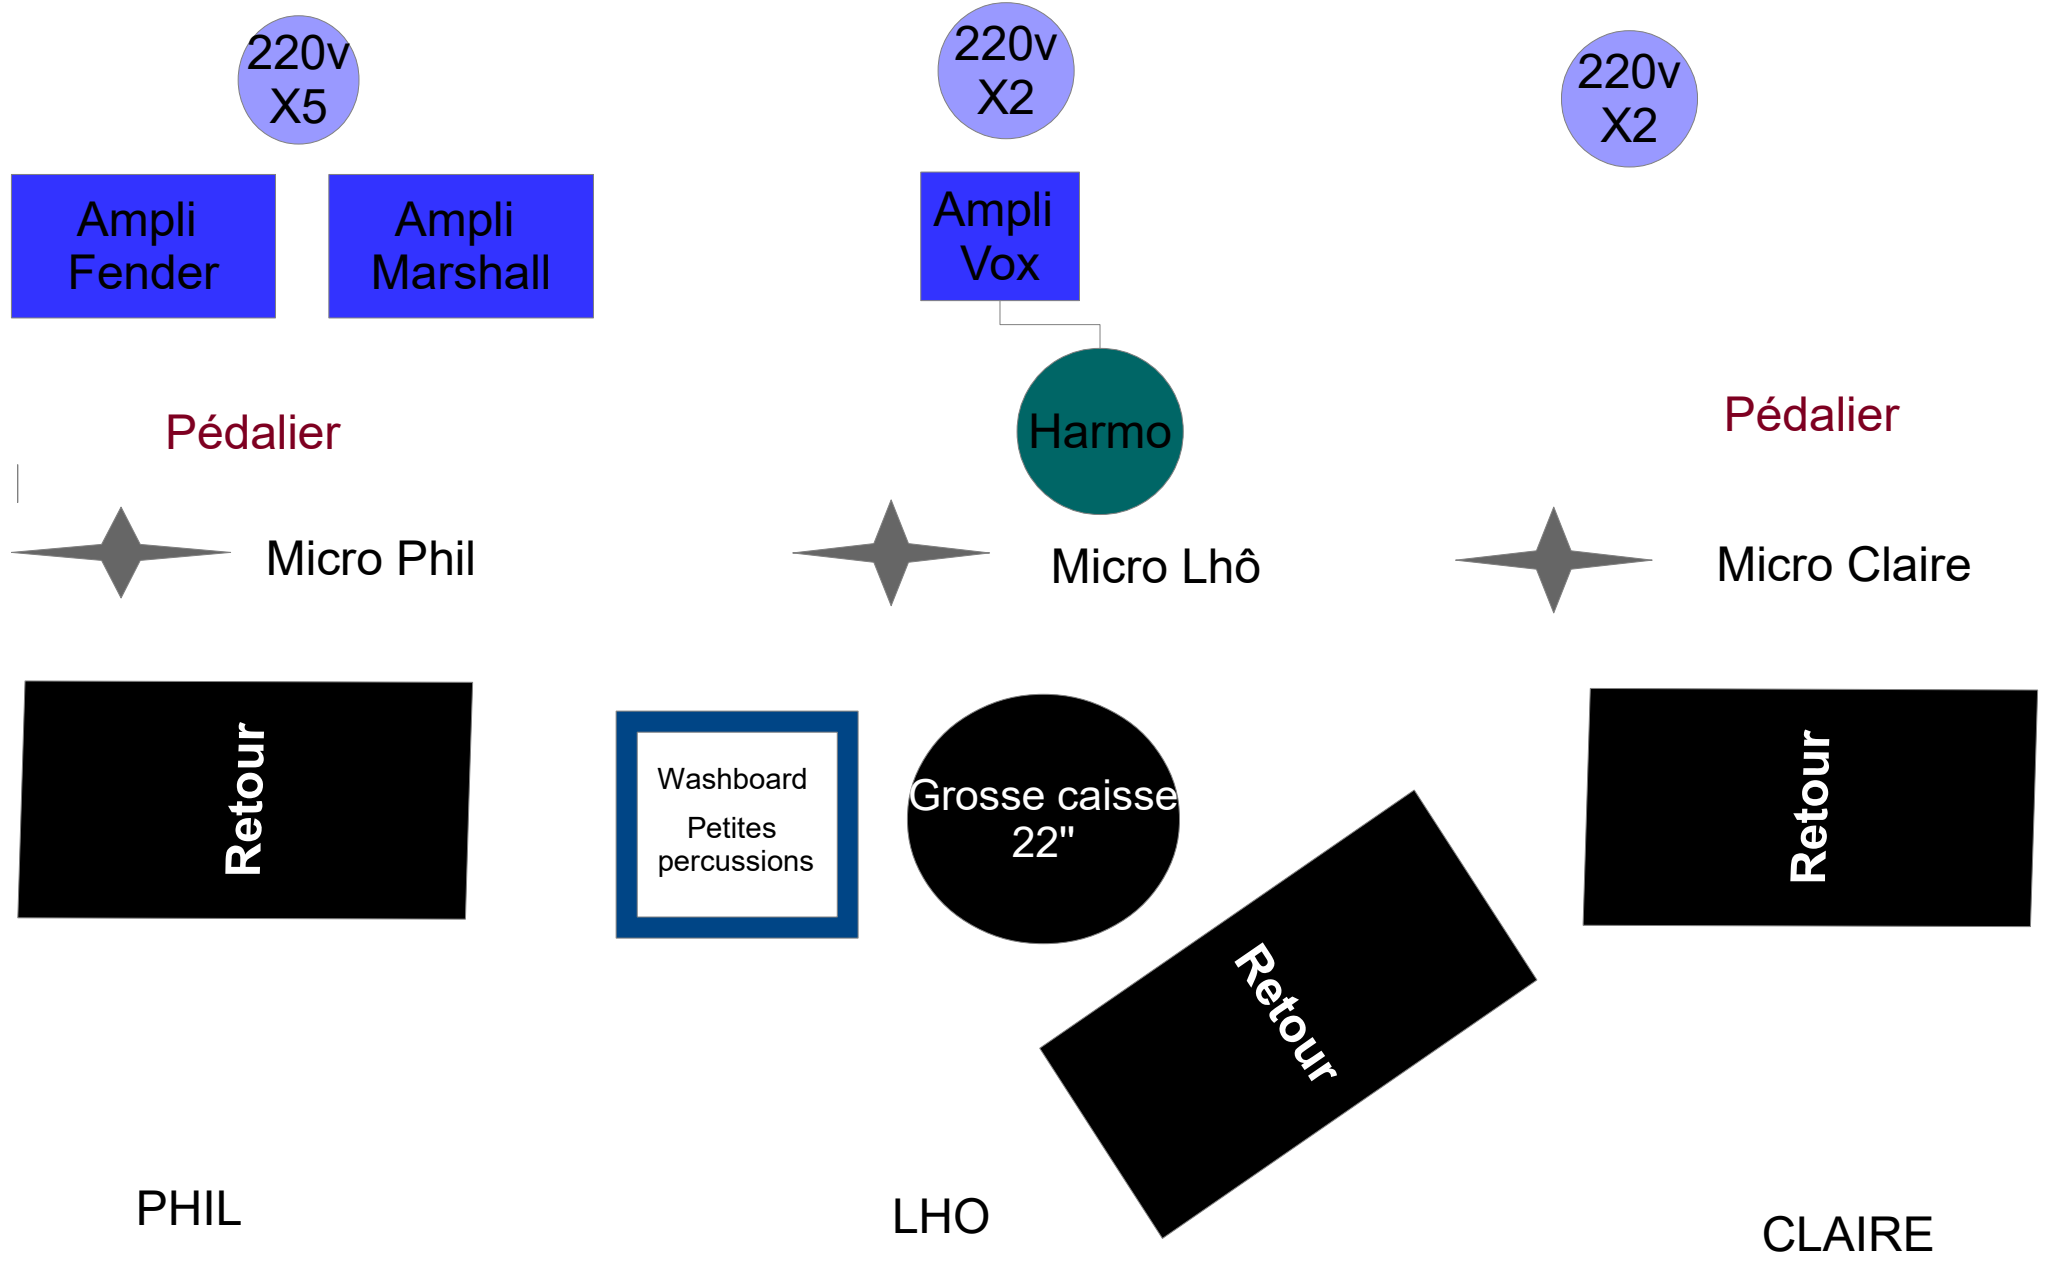 220v
X5
220v
X2
220v
X2
Ampli
Fender
Ampli
Marshall
Ampli
Vox
Pédalier
Harmo
Pédalier
Micro Phil
Micro Lhô
Micro Claire
Retour
Washboard
Petites
percussions
Grosse caisse
22"
Retour
Retour
PHIL
LHO
CLAIRE